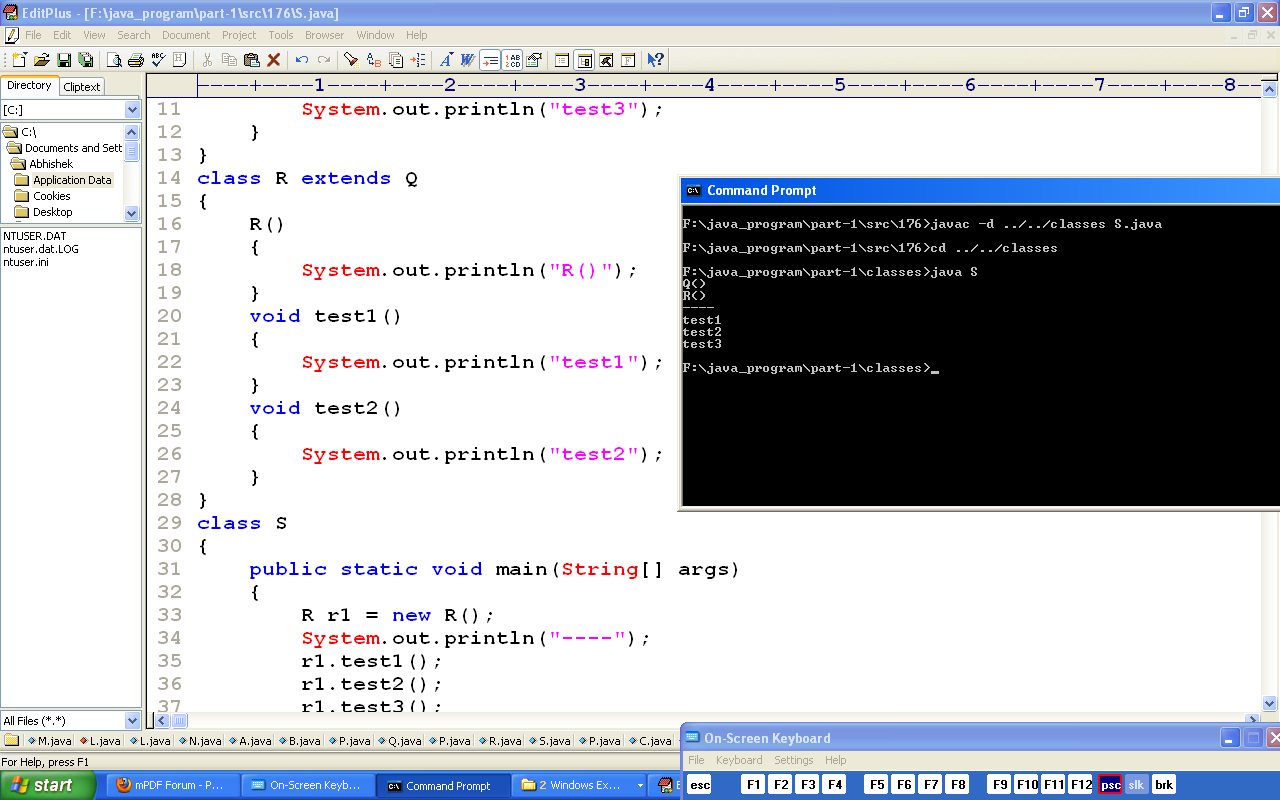 EditPlus - [F:\java_program\part-1\src\176\S.java]
File Edit View Search Document Project Tools Browser Window Help
Directory Cliptext
----+----1----+----2----+----3----+----4----+----5----+----6----+----7----+----8--
[C:]
C:\
Documents and Sett
Abhishek
Application Data
Cookies
Desktop
NTUSER.DAT
ntuser.dat.LOG
ntuser.ini
All Files (*.*)
11 System.out.println("test3");
12 }
13 }
14 class R extends Q
15 {
16 R()
17 {
18 System.out.println("R()");
19 }
20 void test1()
21 {
22 System.out.println("test1");
23 }
24 void test2()
25 {
26 System.out.println("test2");
27 }
28 }
29 class S
30 {
31 public static void main(String[] args)
32 {
33 R r1 = new R();
34 System.out.println("----");
35 r1.test1();
36 r1.test2();
37 r1.test3();
Command Prompt
F:\java_program\part-1\src\176>javac -d ../../classes S.java
F:\java_program\part-1\src\176>cd ../../classes
F:\java_program\part-1\classes>java S
Q()
R()
----
test1
test2
test3
F:\java_program\part-1\classes>_
M.java L.java L.java N.java A.java B.java P.java Q.java P.java R.java S.java P.java C.java
For Help, press F1
On-Screen Keyboard
File Keyboard Settings Help
esc F1 F2 F3 F4 F5 F6 F7 F8 F9 F10 F11 F12 psc slk brk
start mPDF Forum - P... On-Screen Keyb... Command Prompt 2 Windows Ex... E